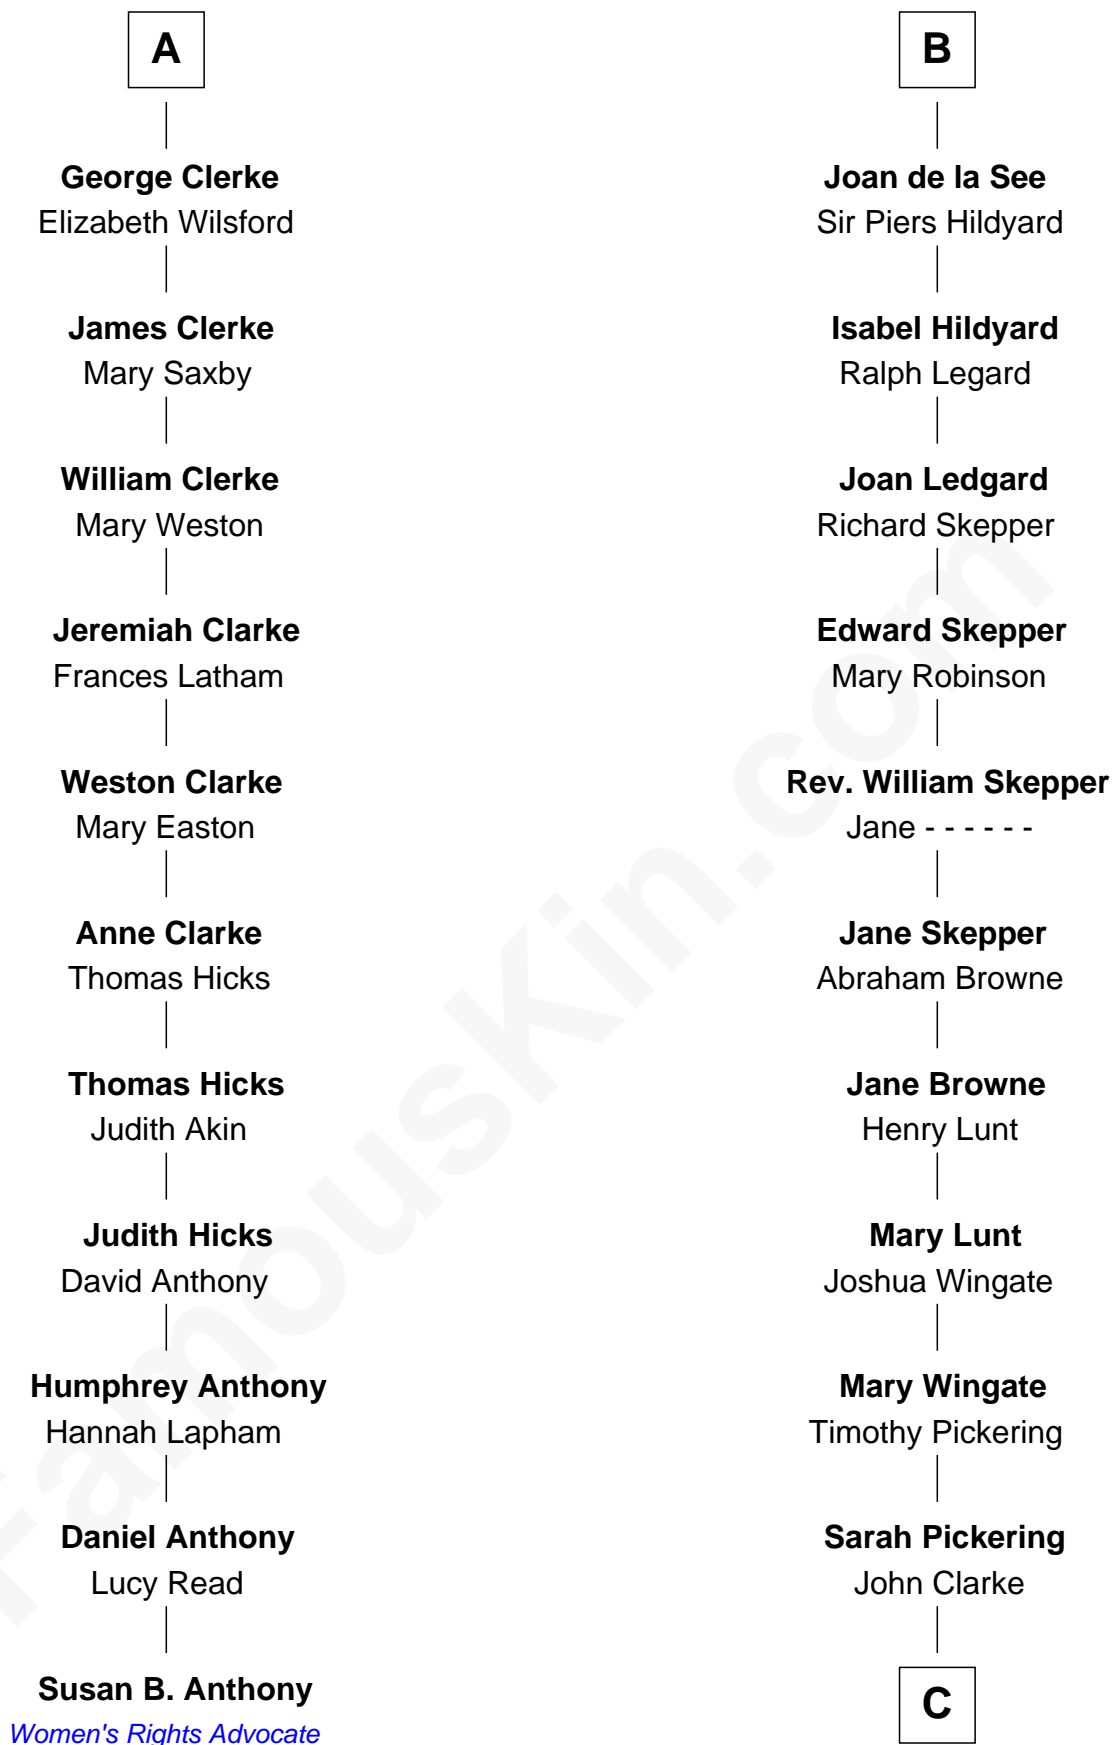 A
George Clerke
Elizabeth Wilsford
James Clerke
Mary Saxby
William Clerke
Mary Weston
Jeremiah Clarke
Frances Latham
Weston Clarke
Mary Easton
Anne Clarke
Thomas Hicks
Thomas Hicks
Judith Akin
Judith Hicks
David Anthony
Humphrey Anthony
Hannah Lapham
Daniel Anthony
Lucy Read
Susan B. Anthony
Women's Rights Advocate
B
Joan de la See
Sir Piers Hildyard
Isabel Hildyard
Ralph Legard
Joan Ledgard
Richard Skepper
Edward Skepper
Mary Robinson
Rev. William Skepper
Jane - - - - - -
Jane Skepper
Abraham Browne
Jane Browne
Henry Lunt
Mary Lunt
Joshua Wingate
Mary Wingate
Timothy Pickering
Sarah Pickering
John Clarke
C
FamousKin.com